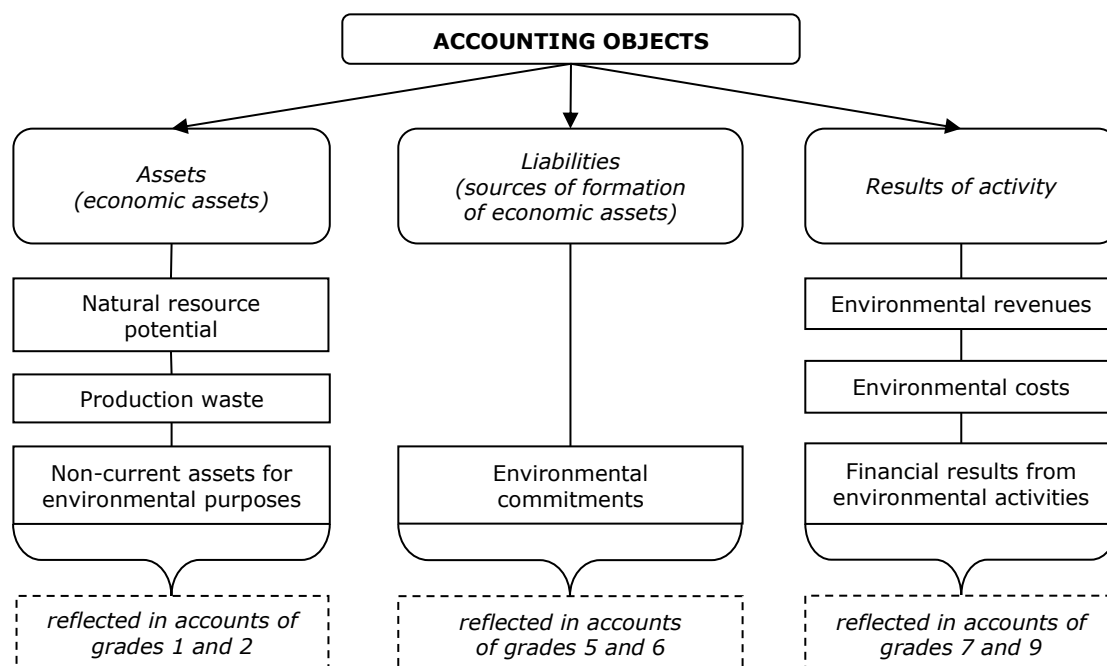 ACCOUNTING OBJECTS
Assets
(economic assets)
Liabilities
(sources of formation
of economic assets)
Results of activity
Natural resource
potential
Production waste
Non-current assets for
environmental purposes
Environmental
commitments
Environmental revenues
Environmental costs
Financial results from
environmental activities
reflected in accounts of
grades 1 and 2
reflected in accounts
of grades 5 and 6
reflected in accounts of
grades 7 and 9